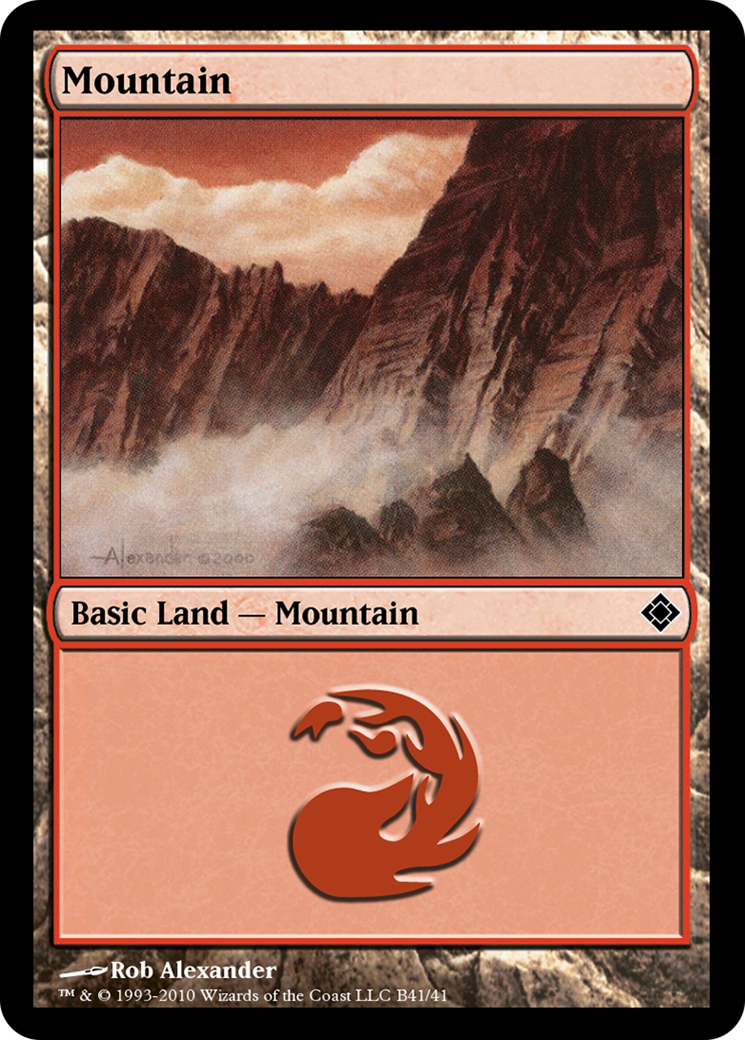 Mountain
Alexander ©2000
Basic Land — Mountain
Rob Alexander
™ & © 1993-2010 Wizards of the Coast LLC B41/41